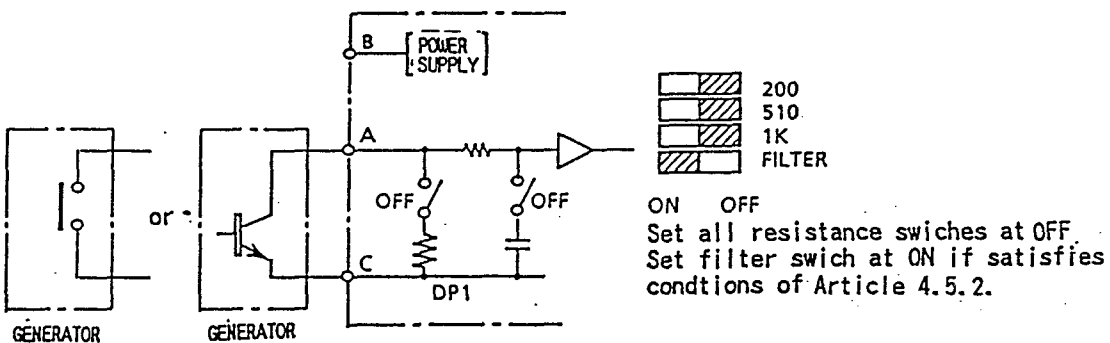 B
POWER
SUPPLY
A
OFF
OFF
C
DP1
or
GENERATOR
GENERATOR
200
510
1K
FILTER
ON OFF
Set all resistance swiches at OFF.
Set filter swich at ON if satisfies
condtions of Article 4.5.2.